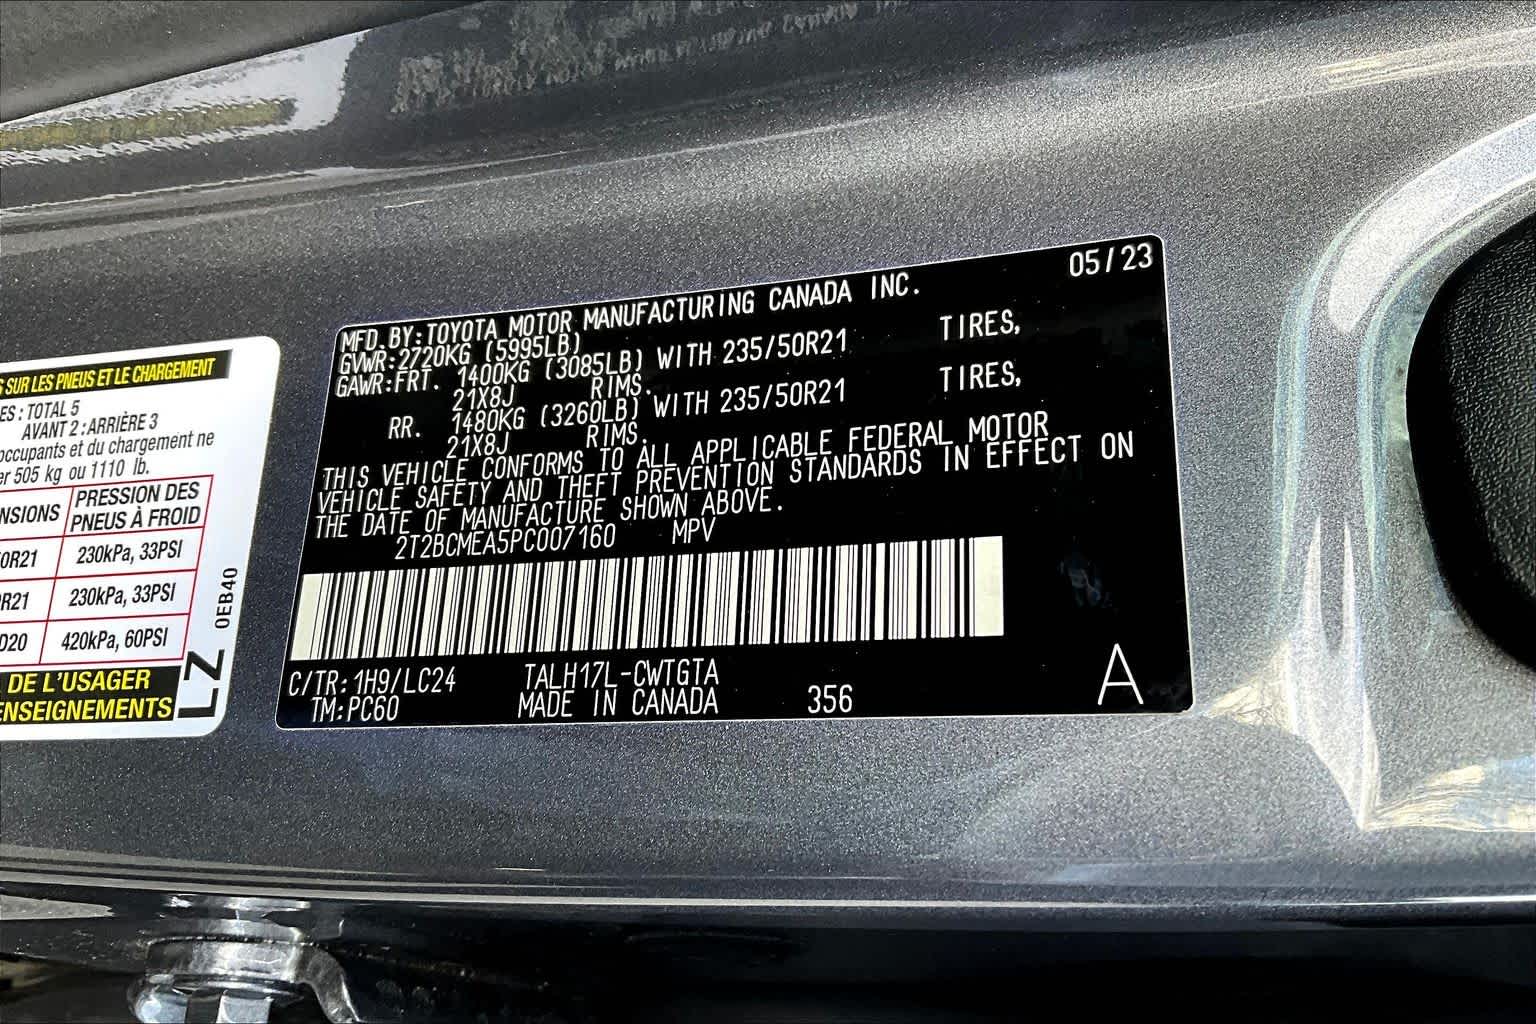 S SUR LES PNEUS ET LE CHARGEMENT
ES : TOTAL 5
AVANT 2 : ARRIÈRE 3
occupants et du chargement ne
er 505 kg ou 1110 lb.
ENSIONS PRESSION DES PNEUS À FROID
0R21 230kPa, 33PSI
R21 230kPa, 33PSI
D20 420kPa, 60PSI
DE L'USAGER
ENSEIGNEMENTS
LZ 0EB40
MFD. BY:TOYOTA MOTOR MANUFACTURING CANADA INC. 05/23
GVWR:2720KG (5995LB)
GAWR:FRT. 1400KG (3085LB) WITH 235/50R21 TIRES,
21X8J RIMS.
RR. 1480KG (3260LB) WITH 235/50R21 TIRES,
21X8J RIMS.
THIS VEHICLE CONFORMS TO ALL APPLICABLE FEDERAL MOTOR
VEHICLE SAFETY AND THEFT PREVENTION STANDARDS IN EFFECT ON
THE DATE OF MANUFACTURE SHOWN ABOVE.
2T2BCMEA5PC007160 MPV
C/TR:1H9/LC24 TALH17L-CWTGTA
TM:PC60 MADE IN CANADA 356 A